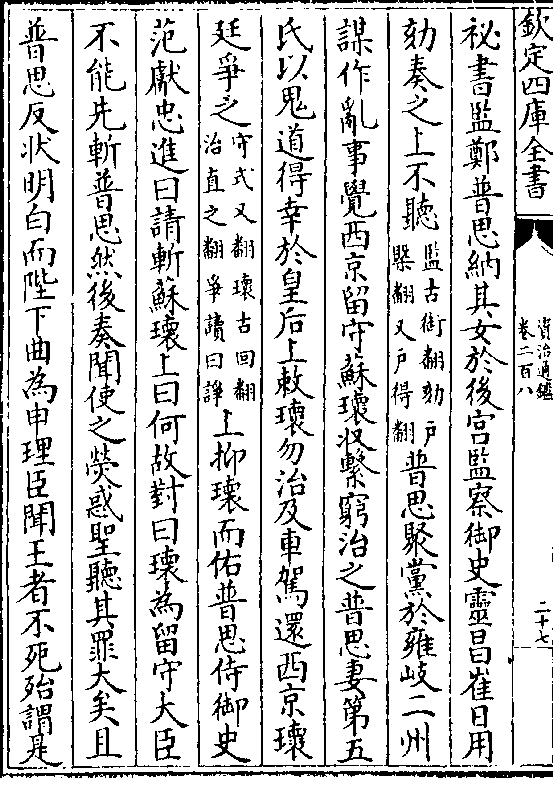 欽定四庫全書
資治通鑑
卷二百八
二十七
祕書監鄭普思納其女於後宮監察御史靈昌崔日用
劾奏之上不聽監古銜翻劾戶槩翻又戶得翻普思聚黨於雍岐二州
謀作亂事覺西京留守蘇瓌收繫窮治之普思妻第五
氏以鬼道得幸於皇后上敕瓌勿治及車駕還西京瓌
廷爭之守式又翻瓌古回翻治直之翻爭讀曰諍上抑瓌而佑普思侍御史
范獻忠進曰請斬蘇瓌上曰何故對曰瓌為留守大臣
不能先斬普思然後奏聞使之熒惑聖聽其罪大矣且
普思反狀明白而陛下曲為申理臣聞王者不死殆謂是